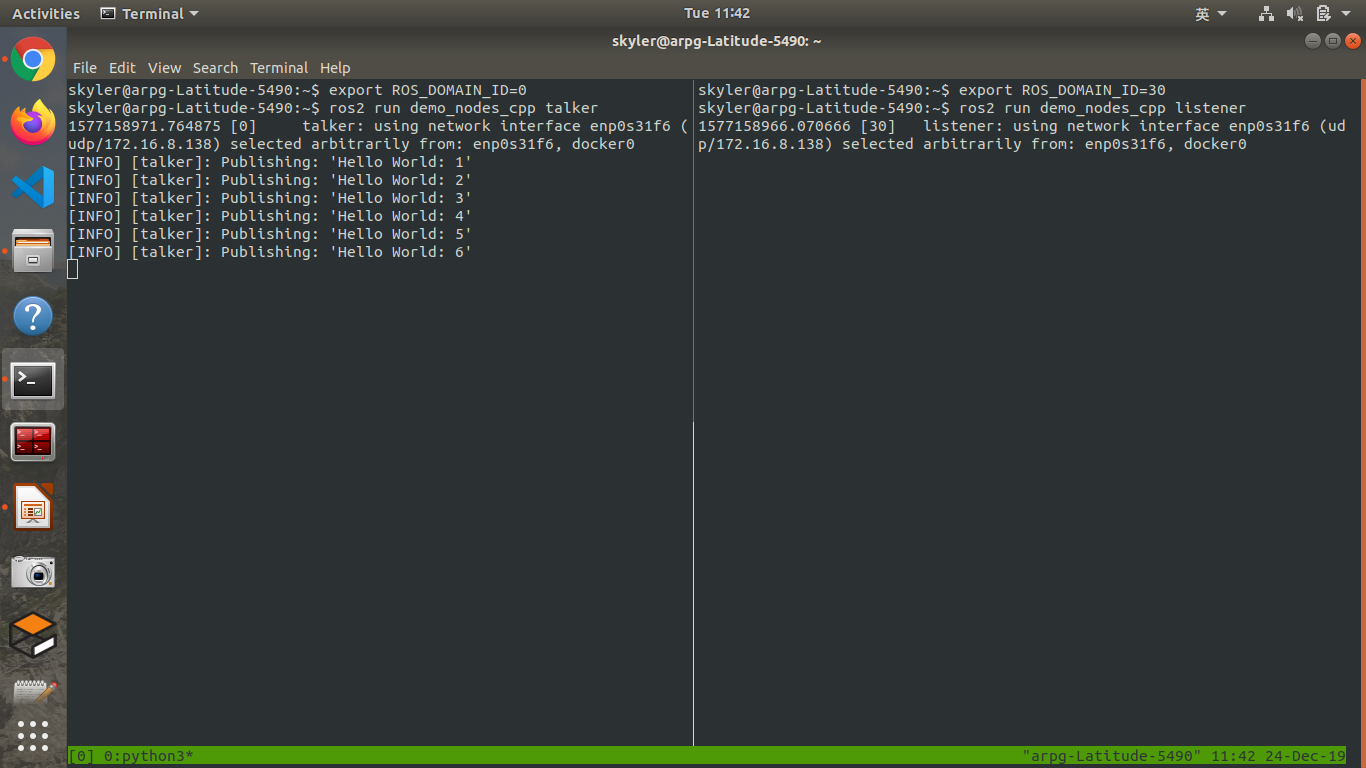 Activities Terminal Tue 11:42 英
skyler@arpg-Latitude-5490: ~
File Edit View Search Terminal Help
skyler@arpg-Latitude-5490:~$ export ROS_DOMAIN_ID=0
skyler@arpg-Latitude-5490:~$ ros2 run demo_nodes_cpp talker
1577158971.764875 [0]     talker: using network interface enp0s31f6 (
udp/172.16.8.138) selected arbitrarily from: enp0s31f6, docker0
[INFO] [talker]: Publishing: 'Hello World: 1'
[INFO] [talker]: Publishing: 'Hello World: 2'
[INFO] [talker]: Publishing: 'Hello World: 3'
[INFO] [talker]: Publishing: 'Hello World: 4'
[INFO] [talker]: Publishing: 'Hello World: 5'
[INFO] [talker]: Publishing: 'Hello World: 6'
skyler@arpg-Latitude-5490:~$ export ROS_DOMAIN_ID=30
skyler@arpg-Latitude-5490:~$ ros2 run demo_nodes_cpp listener
1577158966.070666 [30]   listener: using network interface enp0s31f6 (ud
p/172.16.8.138) selected arbitrarily from: enp0s31f6, docker0
[0] 0:python3* "arpg-Latitude-5490" 11:42 24-Dec-19